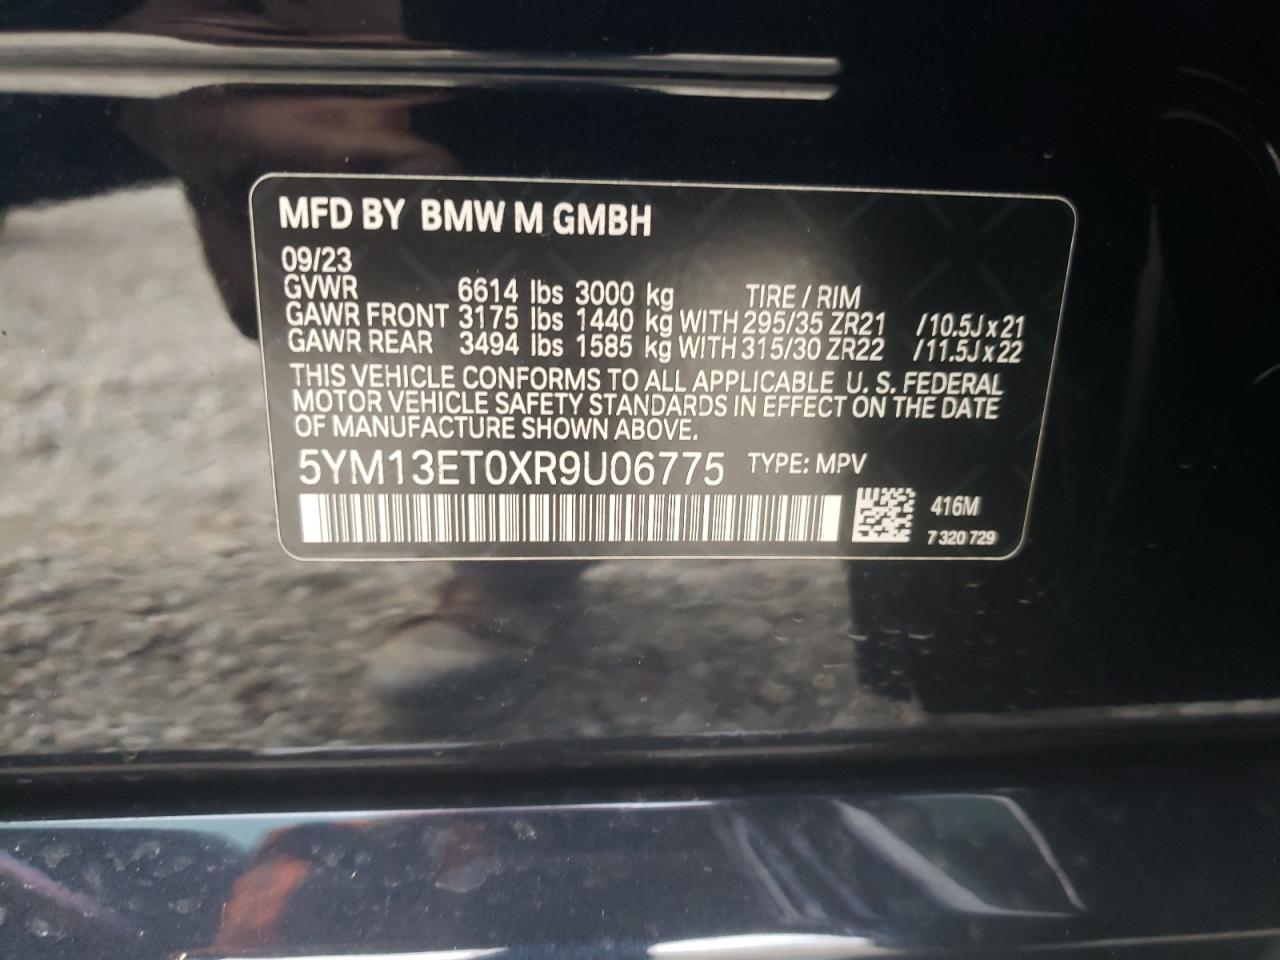 MFD BY BMW M GMBH
09/23
GVWR 6614 lbs 3000 kg TIRE / RIM
GAWR FRONT 3175 lbs 1440 kg WITH 295/35 ZR21 /10.5J x 21
GAWR REAR 3494 lbs 1585 kg WITH 315/30 ZR22 /11.5J x 22
THIS VEHICLE CONFORMS TO ALL APPLICABLE U. S. FEDERAL
MOTOR VEHICLE SAFETY STANDARDS IN EFFECT ON THE DATE
OF MANUFACTURE SHOWN ABOVE.
5YM13ET0XR9U06775 TYPE: MPV
416M
7 320 729